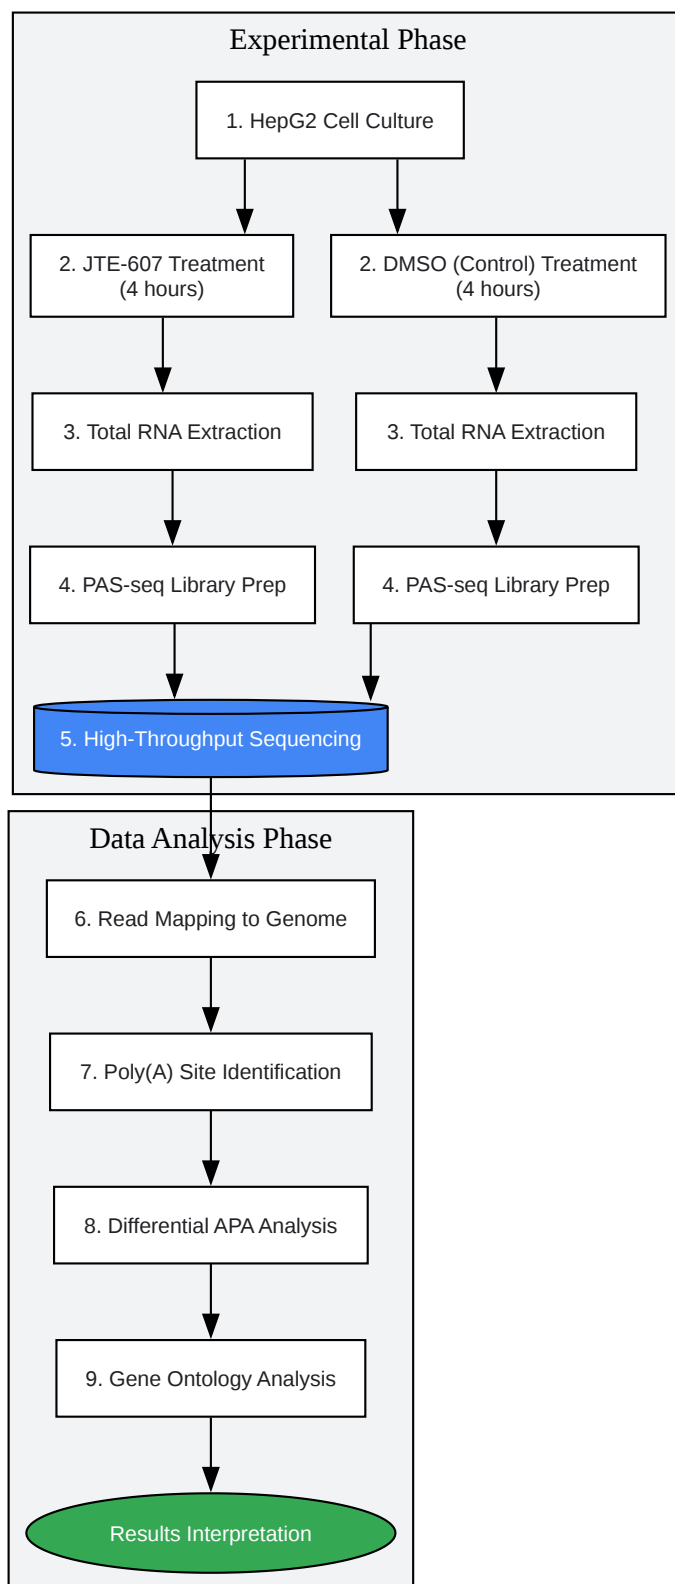 Experimental Phase
1. HepG2 Cell Culture
2. JTE-607 Treatment
(4 hours)
2. DMSO (Control) Treatment
(4 hours)
3. Total RNA Extraction
3. Total RNA Extraction
4. PAS-seq Library Prep
4. PAS-seq Library Prep
5. High-Throughput Sequencing
Data Analysis Phase
6. Read Mapping to Genome
7. Poly(A) Site Identification
8. Differential APA Analysis
9. Gene Ontology Analysis
Results Interpretation